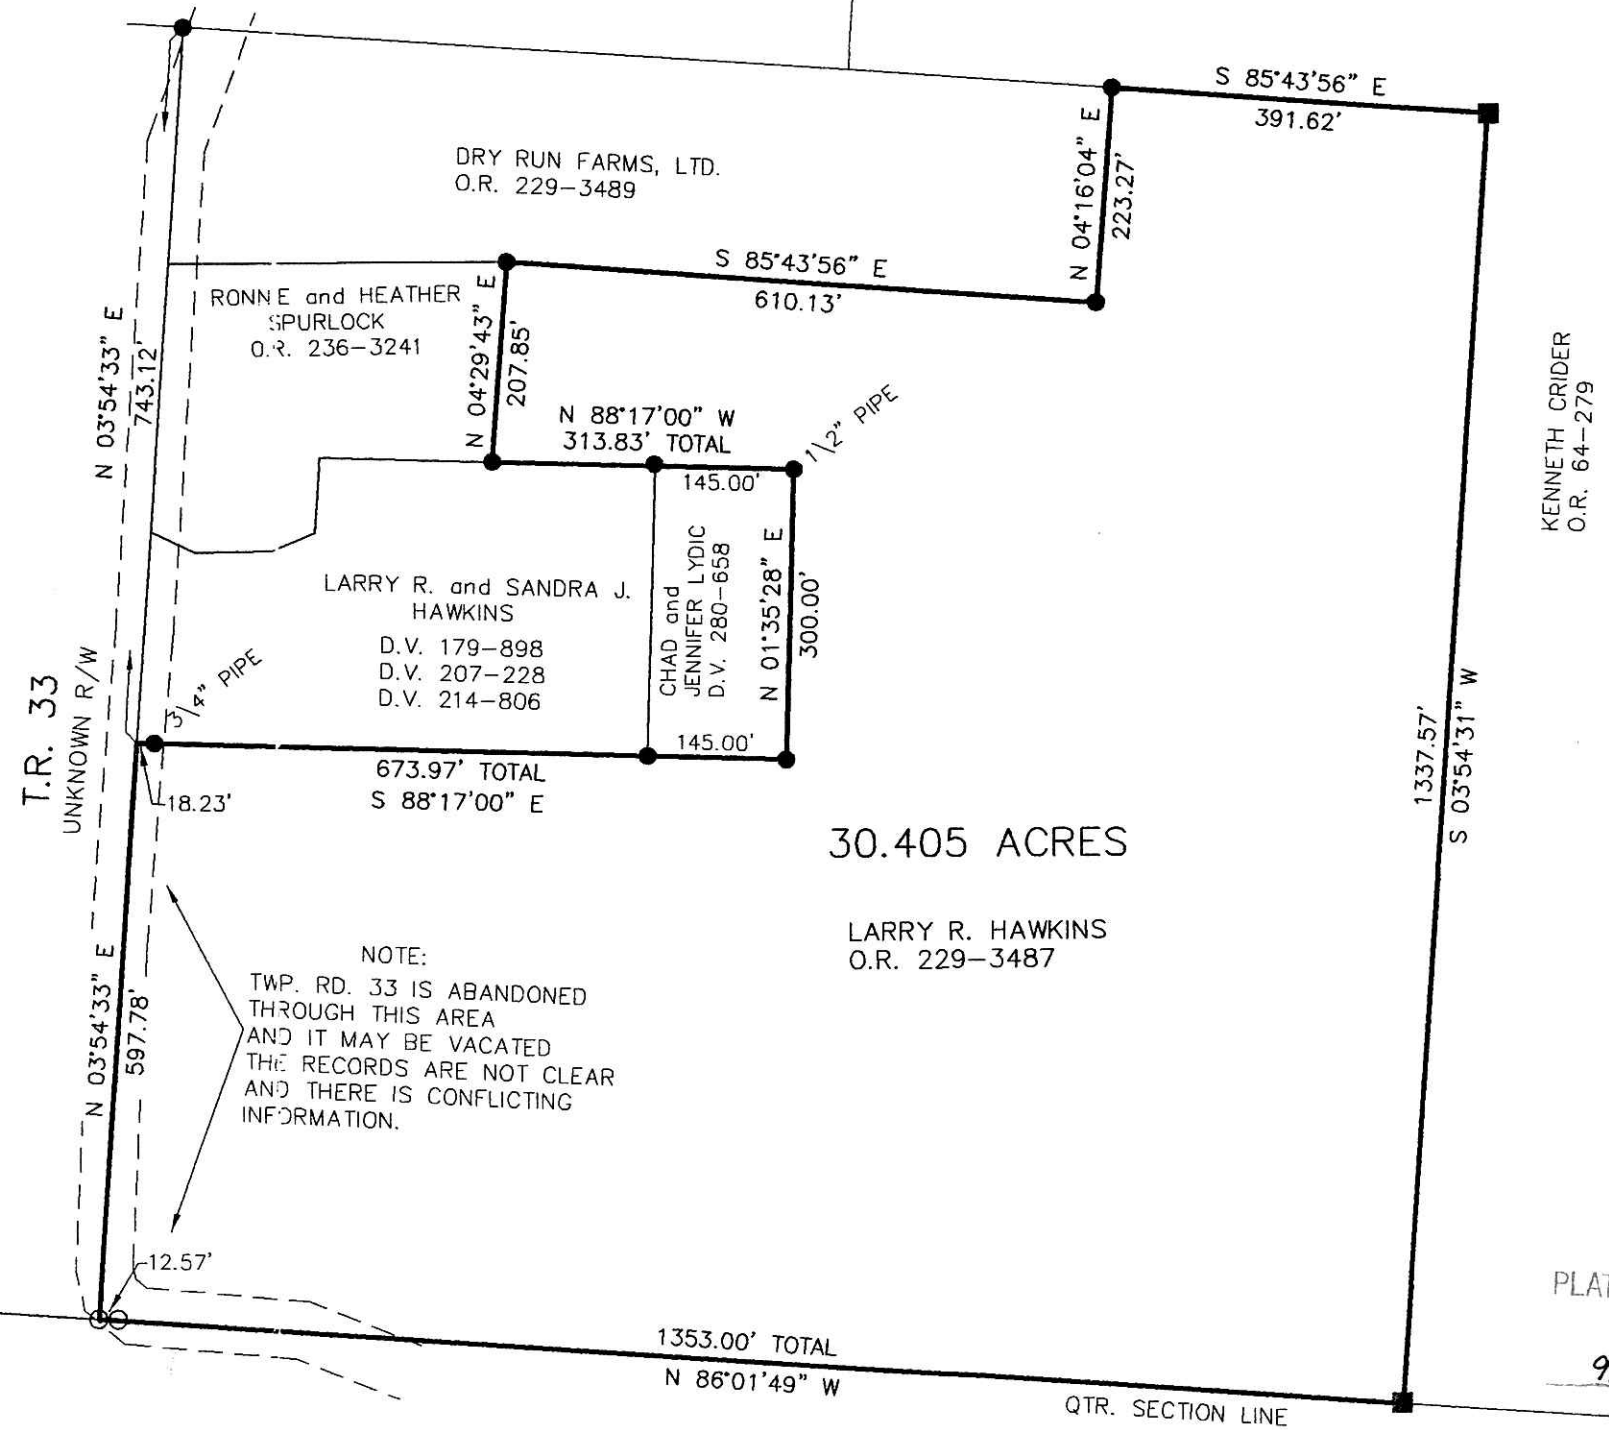 S 85°43'56" E
391.62'
N 04°16'04" E
223.27'
DRY RUN FARMS, LTD.
O.R. 229-3489
S 85°43'56" E
610.13'
RONNIE and HEATHER
SPURLOCK
O.R. 236-3241
N 04°29'43" E
207.85'
N 03°54'33" E
743.12'
N 88°17'00" W
313.83' TOTAL
1\2" PIPE
145.00'
KENNETH CRIDER
O.R. 64-279
LARRY R. and SANDRA J.
HAWKINS
D.V. 179-898
D.V. 207-228
D.V. 214-806
CHAD and
JENNIFER LYDIC
D.V. 280-658
N 01°35'28" E
300.00'
T.R. 33
UNKNOWN R/W
3/4" PIPE
145.00'
673.97' TOTAL
S 88°17'00" E
18.23'
1337.57'
S 03°54'31" W
30.405 ACRES
LARRY R. HAWKINS
O.R. 229-3487
N 03°54'33" E
597.78'
NOTE:
TWP. RD. 33 IS ABANDONED
THROUGH THIS AREA
AND IT MAY BE VACATED
THE RECORDS ARE NOT CLEAR
AND THERE IS CONFLICTING
INFORMATION.
12.57'
1353.00' TOTAL
N 86°01'49" W
QTR. SECTION LINE
PLAT